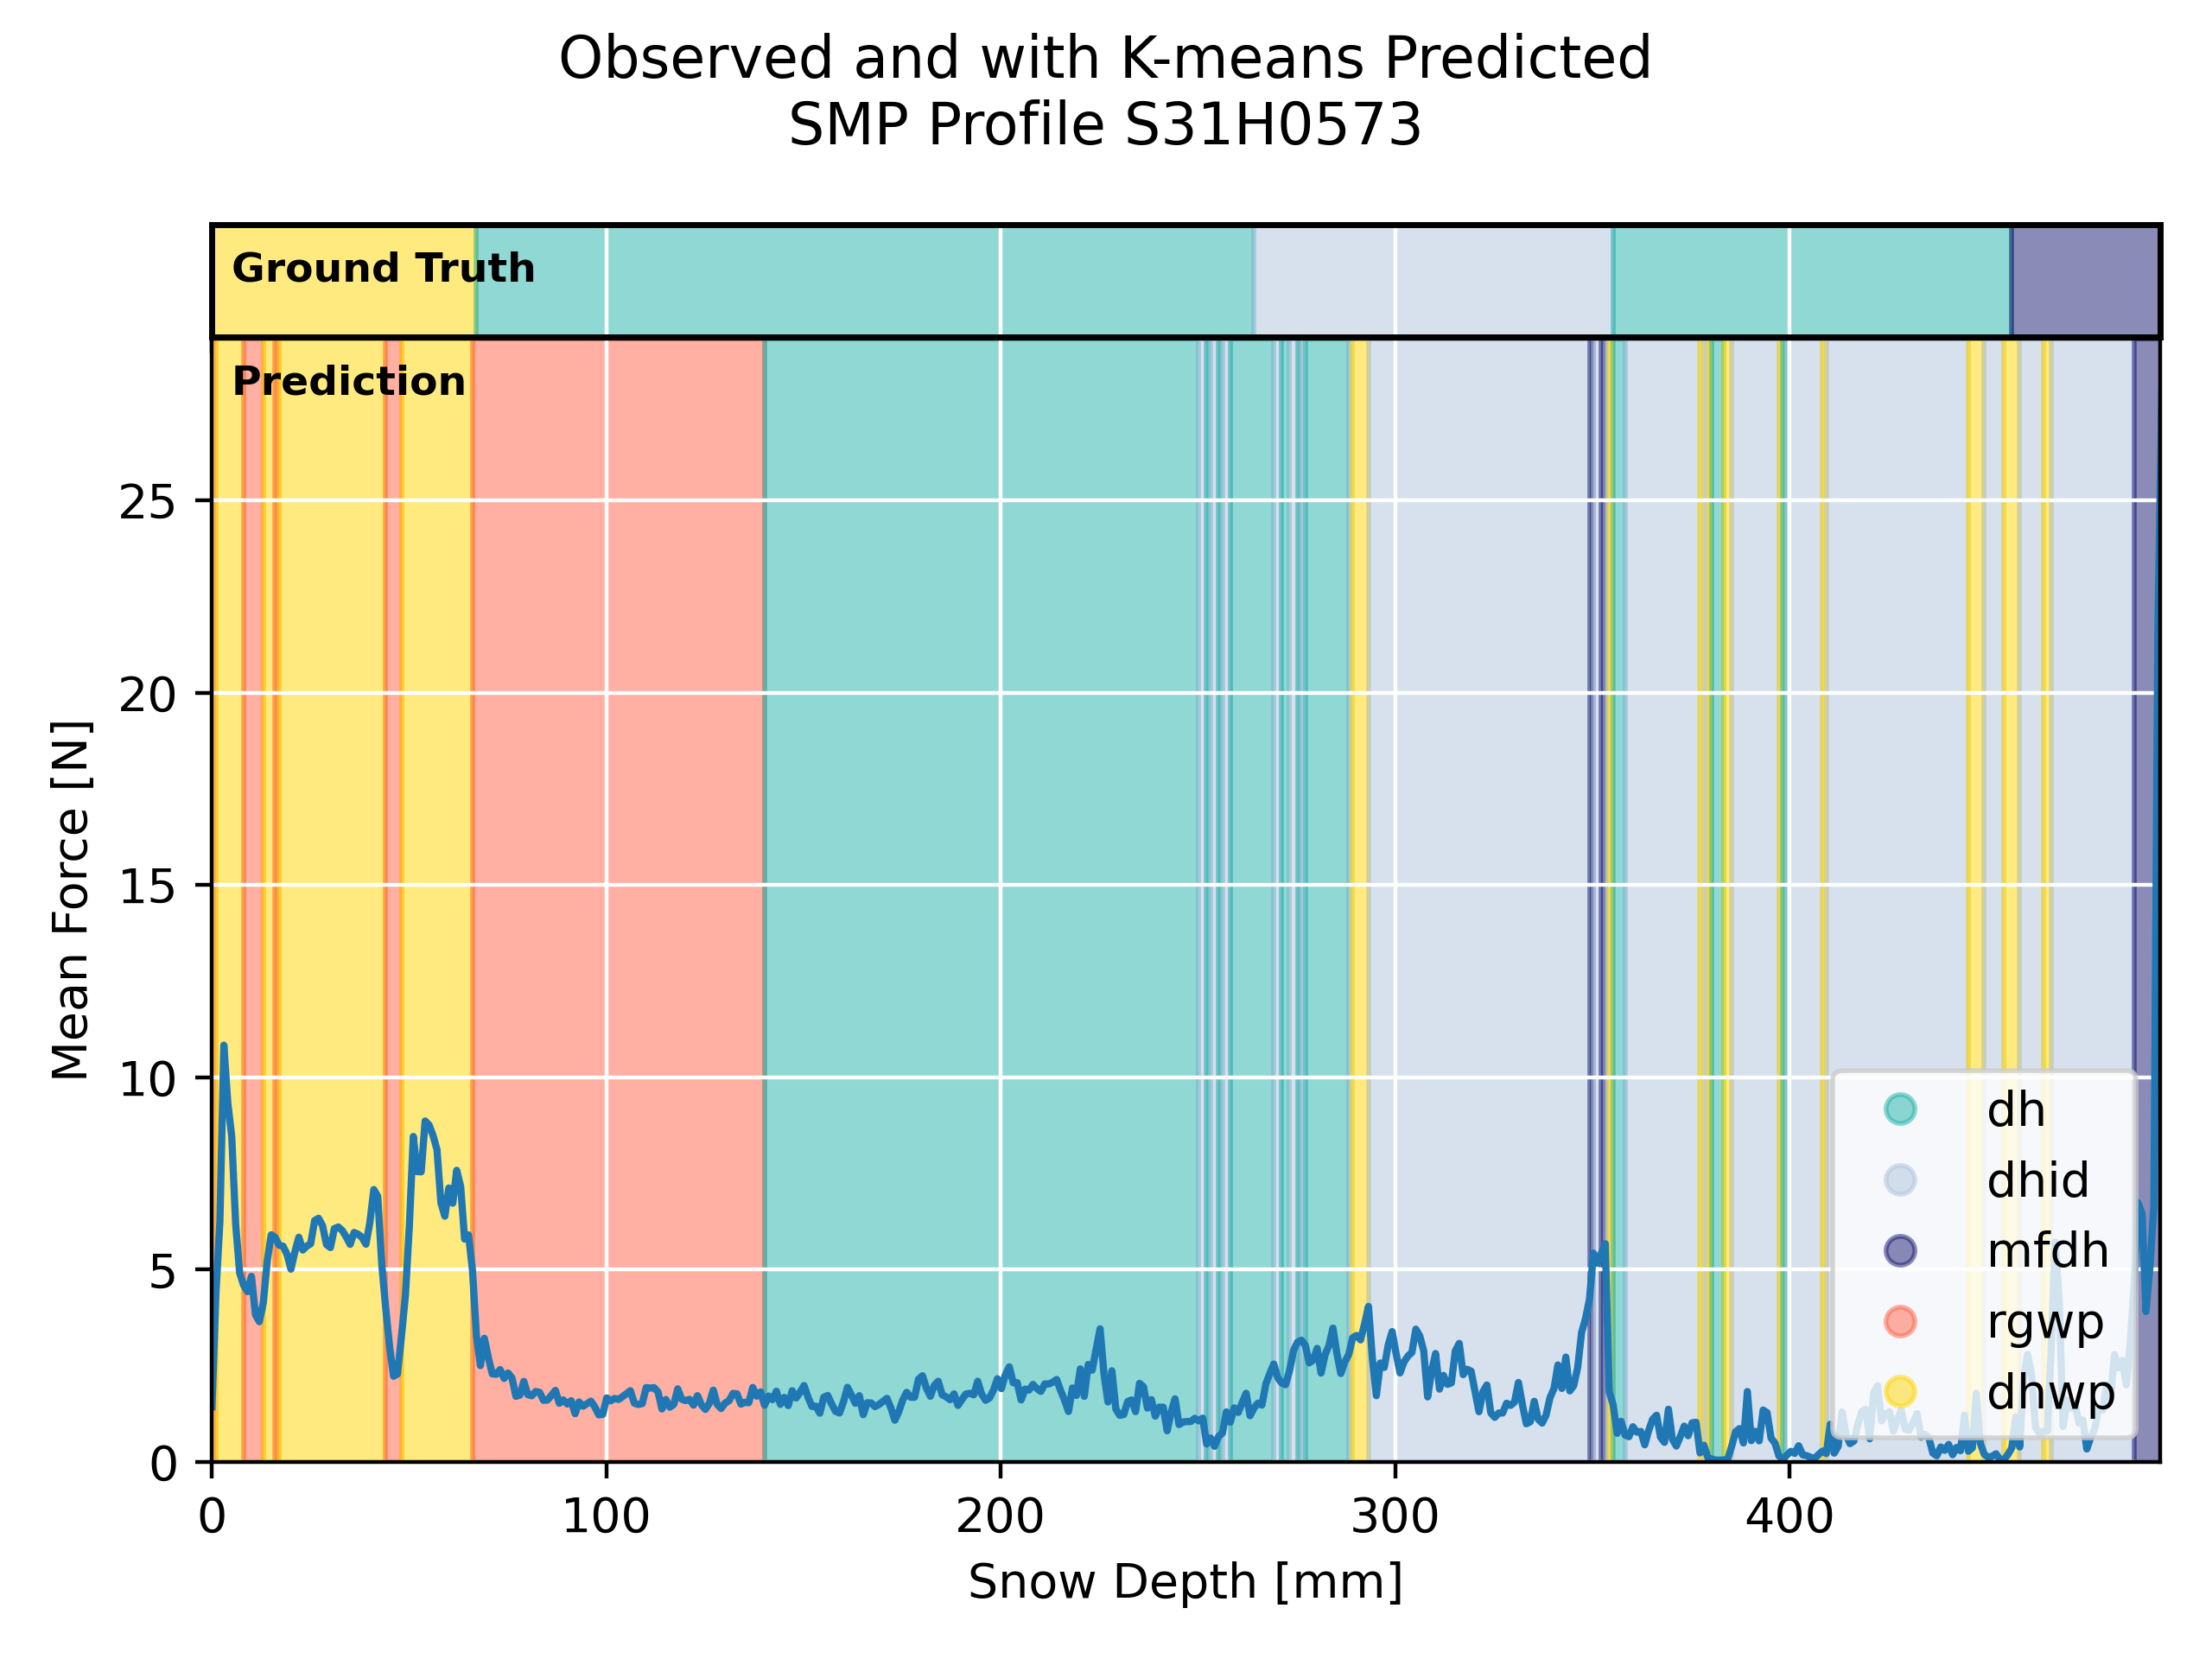 Observed and with K-means Predicted
SMP Profile S31H0573
Ground Truth
Prediction
25
20
15
10
5
0
Mean Force [N]
0 100 200 300 400
Snow Depth [mm]
dh
dhid
mfdh
rgwp
dhwp